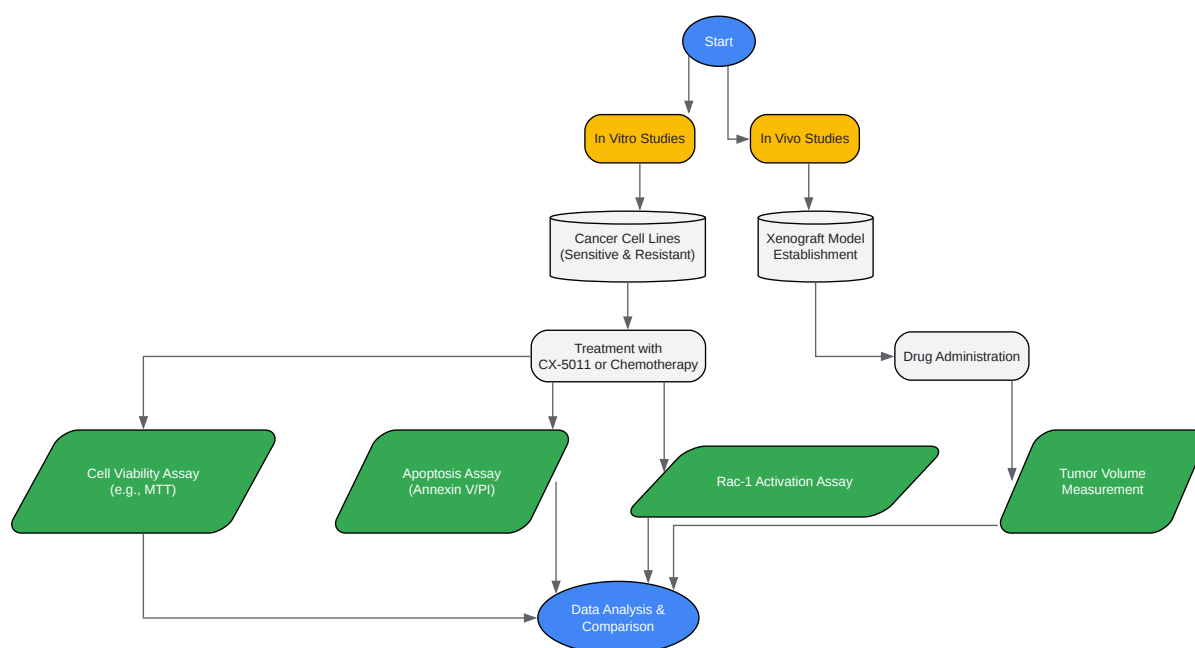 Start
In Vitro Studies
In Vivo Studies
Cancer Cell Lines
(Sensitive & Resistant)
Xenograft Model
Establishment
Treatment with
CX-5011 or Chemotherapy
Drug Administration
Cell Viability Assay
(e.g., MTT)
Apoptosis Assay
(Annexin V/PI)
Rac-1 Activation Assay
Tumor Volume
Measurement
Data Analysis &
Comparison